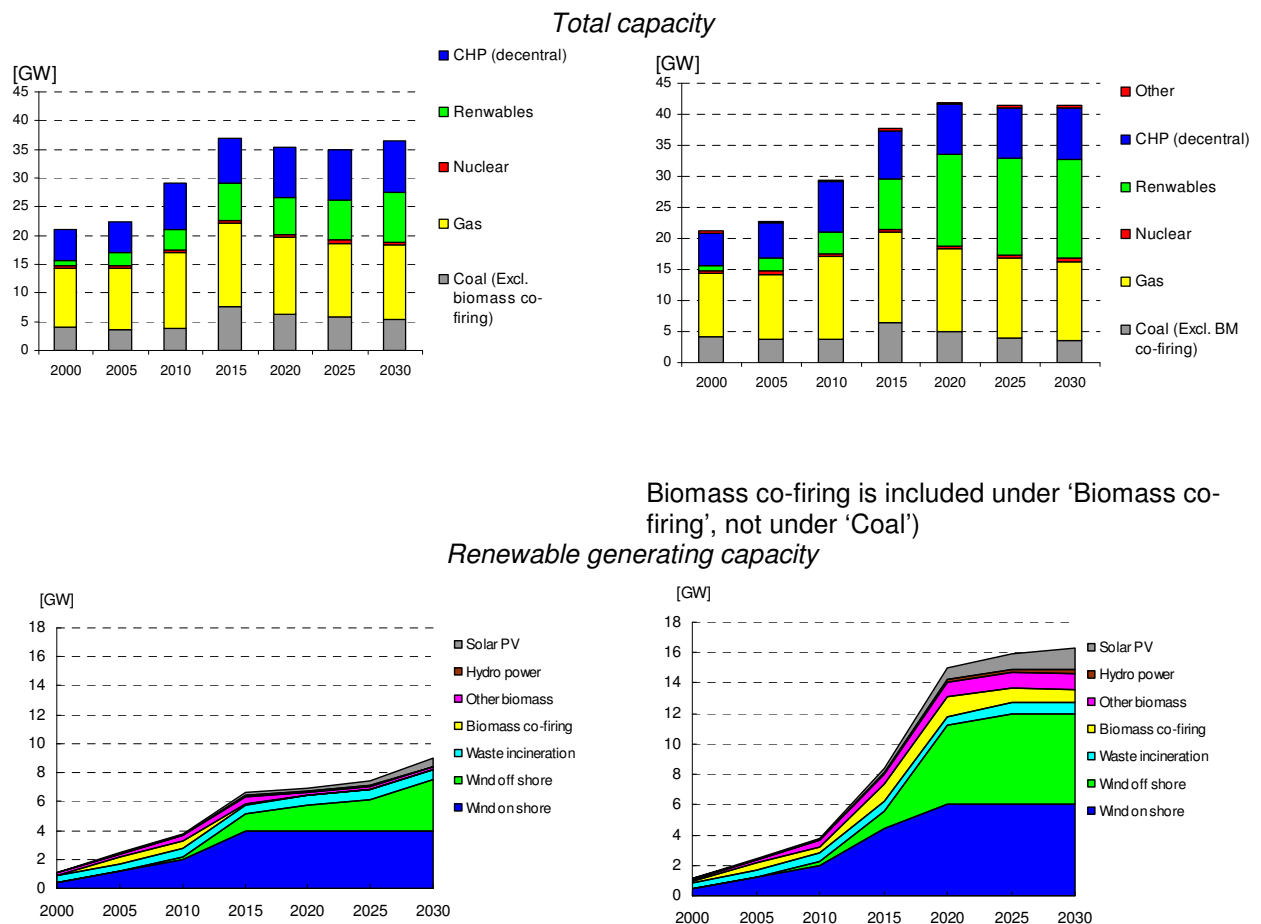 Total capacity
[GW]
45
40
35
30
25
20
15
10
5
0
2000 2005 2010 2015 2020 2025 2030
CHP (decentral)
Renwables
Nuclear
Gas
Coal (Excl.
biomass co-
firing)
[GW]
45
40
35
30
25
20
15
10
5
0
2000 2005 2010 2015 2020 2025 2030
Other
CHP (decentral)
Renwables
Nuclear
Gas
Coal (Excl. BM
co-firing)
Biomass co-firing is included under ‘Biomass co-
firing’, not under ‘Coal’)
Renewable generating capacity
[GW]
18
16
14
12
10
8
6
4
2
0
2000 2005 2010 2015 2020 2025 2030
Solar PV
Hydro power
Other biomass
Biomass co-firing
Waste incineration
Wind off shore
Wind on shore
[GW]
18
16
14
12
10
8
6
4
2
0
2000 2005 2010 2015 2020 2025 2030
Solar PV
Hydro power
Other biomass
Biomass co-firing
Waste incineration
Wind off shore
Wind on shore